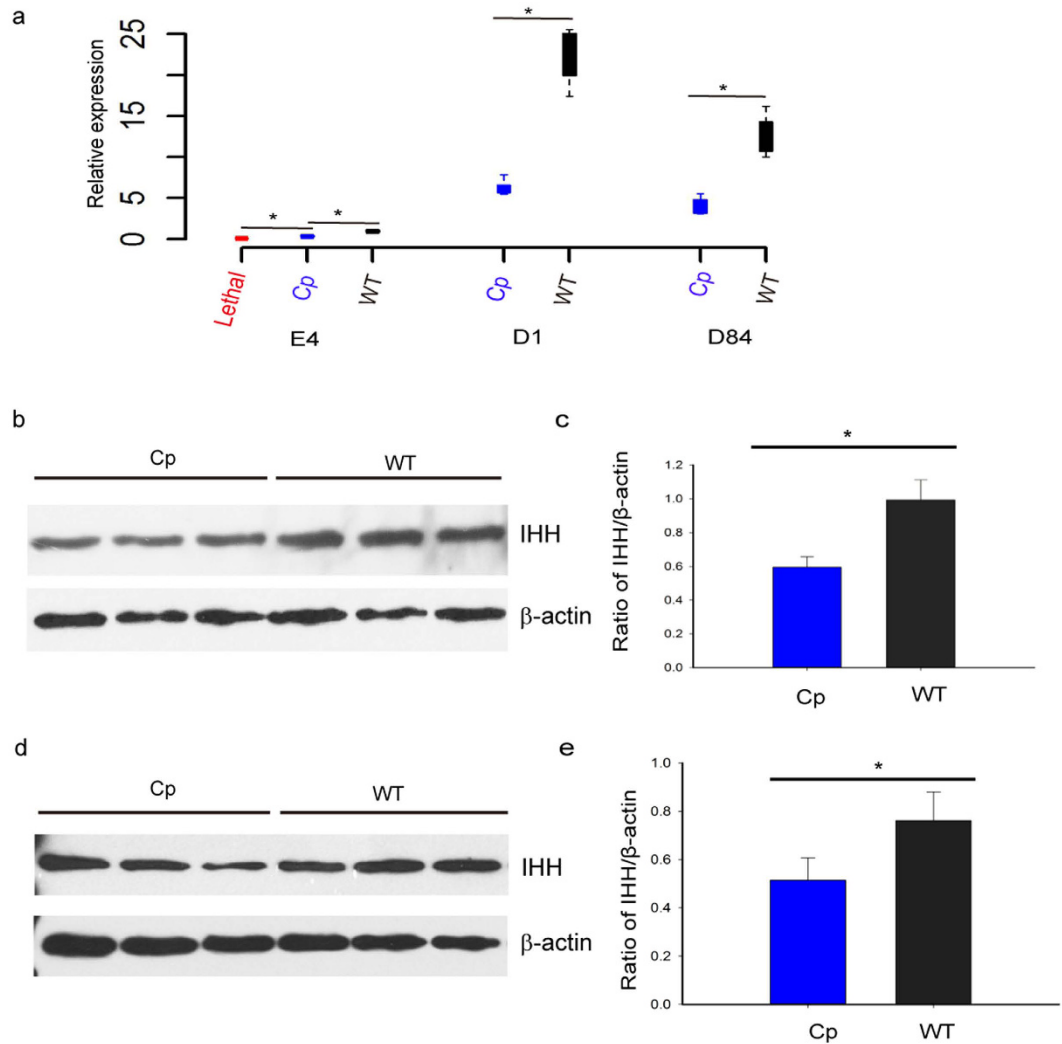 a
Relative expression
25
15
5
0
*
*
*
*
Lethal
Cp
WT
Cp
WT
Cp
WT
E4
D1
D84
b
Cp
WT
IHH
β-actin
c
*
Ratio of IHH/β-actin
1.2
1.0
0.8
0.6
0.4
0.2
0.0
Cp
WT
d
Cp
WT
IHH
β-actin
e
*
Ratio of IHH/β-actin
1.0
0.8
0.6
0.4
0.2
0.0
Cp
WT